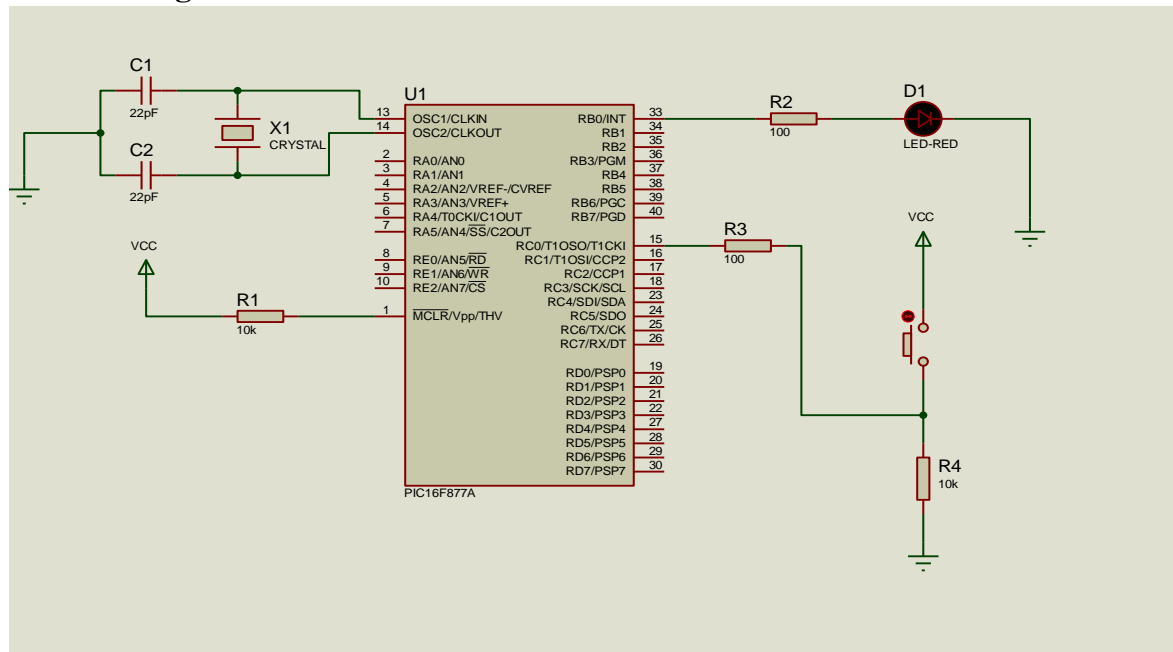 C1
22pF
C2
22pF
X1
CRYSTAL
VCC
R1
10k
U1
13 OSC1/CLKIN
14 OSC2/CLKOUT
2 RA0/AN0
3 RA1/AN1
4 RA2/AN2/VREF-/CVREF
5 RA3/AN3/VREF+
6 RA4/T0CKI/C1OUT
7 RA5/AN4/SS/C2OUT
8 RE0/AN5/RD
9 RE1/AN6/WR
10 RE2/AN7/CS
1 MCLR/Vpp/THV
RB0/INT 33
RB1 34
RB2 35
RB3/PGM 36
RB4 37
RB5 38
RB6/PGC 39
RB7/PGD 40
RC0/T1OSO/T1CKI 15
RC1/T1OSI/CCP2 16
RC2/CCP1 17
RC3/SCK/SCL 18
RC4/SDI/SDA 23
RC5/SDO 24
RC6/TX/CK 25
RC7/RX/DT 26
RD0/PSP0 19
RD1/PSP1 20
RD2/PSP2 21
RD3/PSP3 22
RD4/PSP4 27
RD5/PSP5 28
RD6/PSP6 29
RD7/PSP7 30
PIC16F877A
R2
100
D1
LED-RED
R3
100
VCC
R4
10k